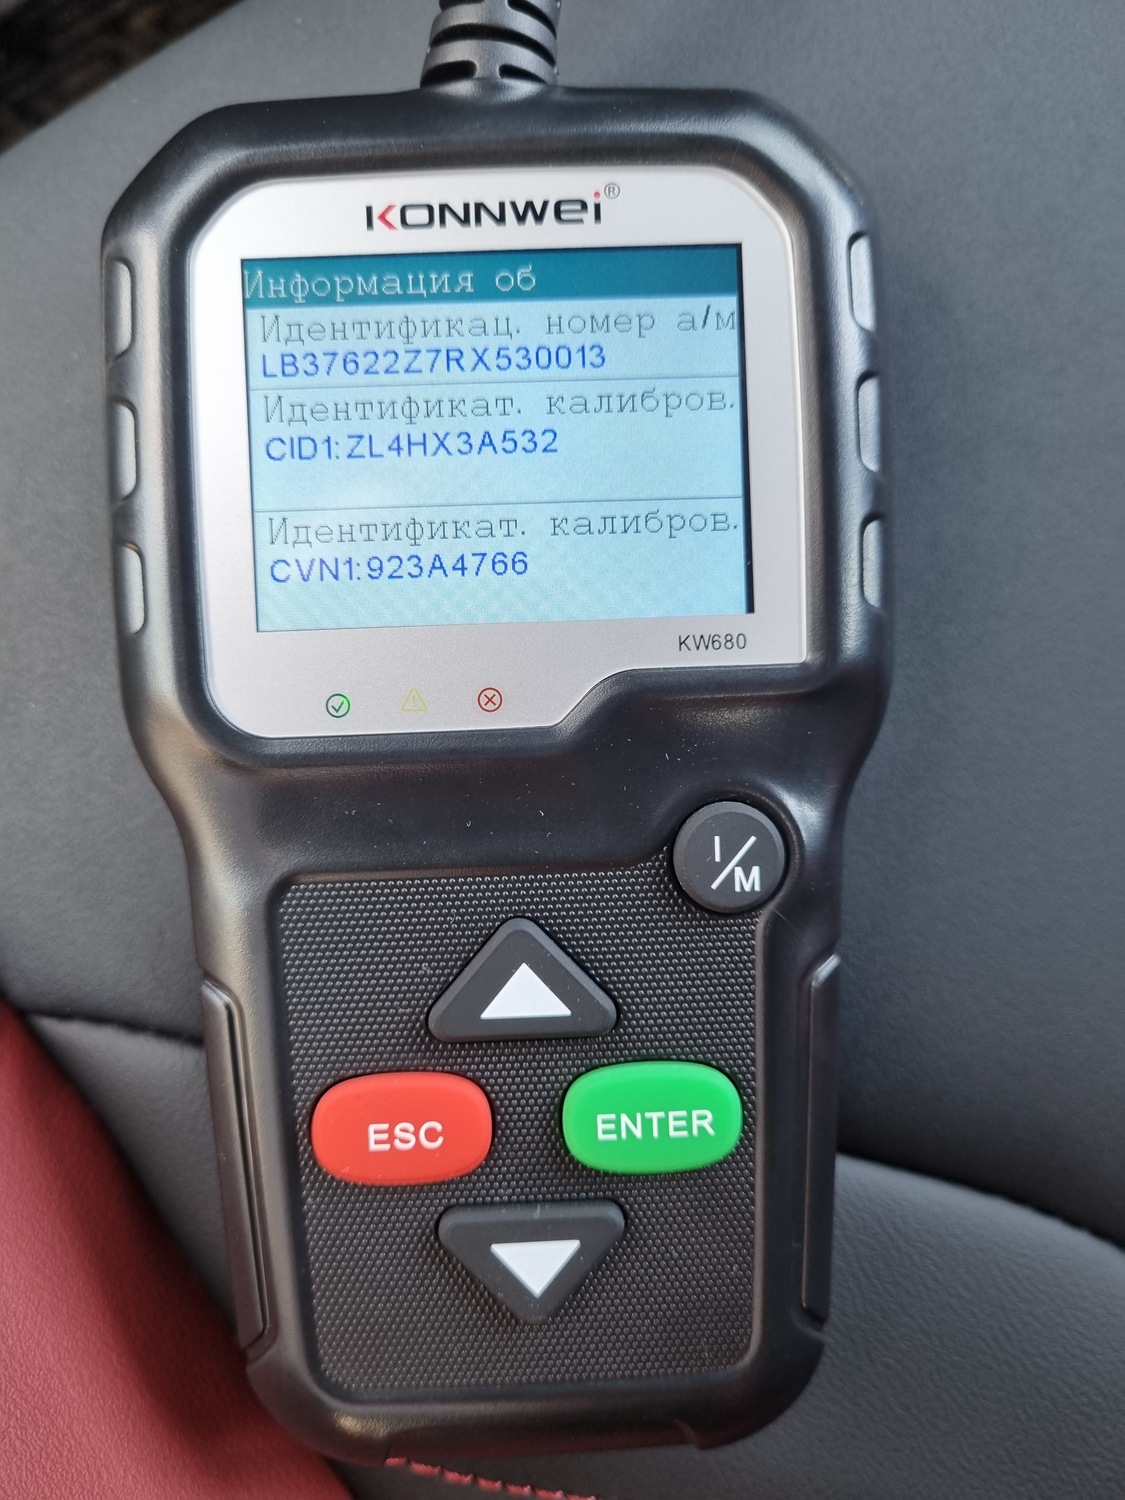 KONNWEI®
Информация об
Идентификац. номер а/м
LB37622Z7RX530013
Идентификат. калибров.
CID1:ZL4HX3A532
Идентификат. калибров.
CVN1:923A4766
KW680
I/M
ESC
ENTER